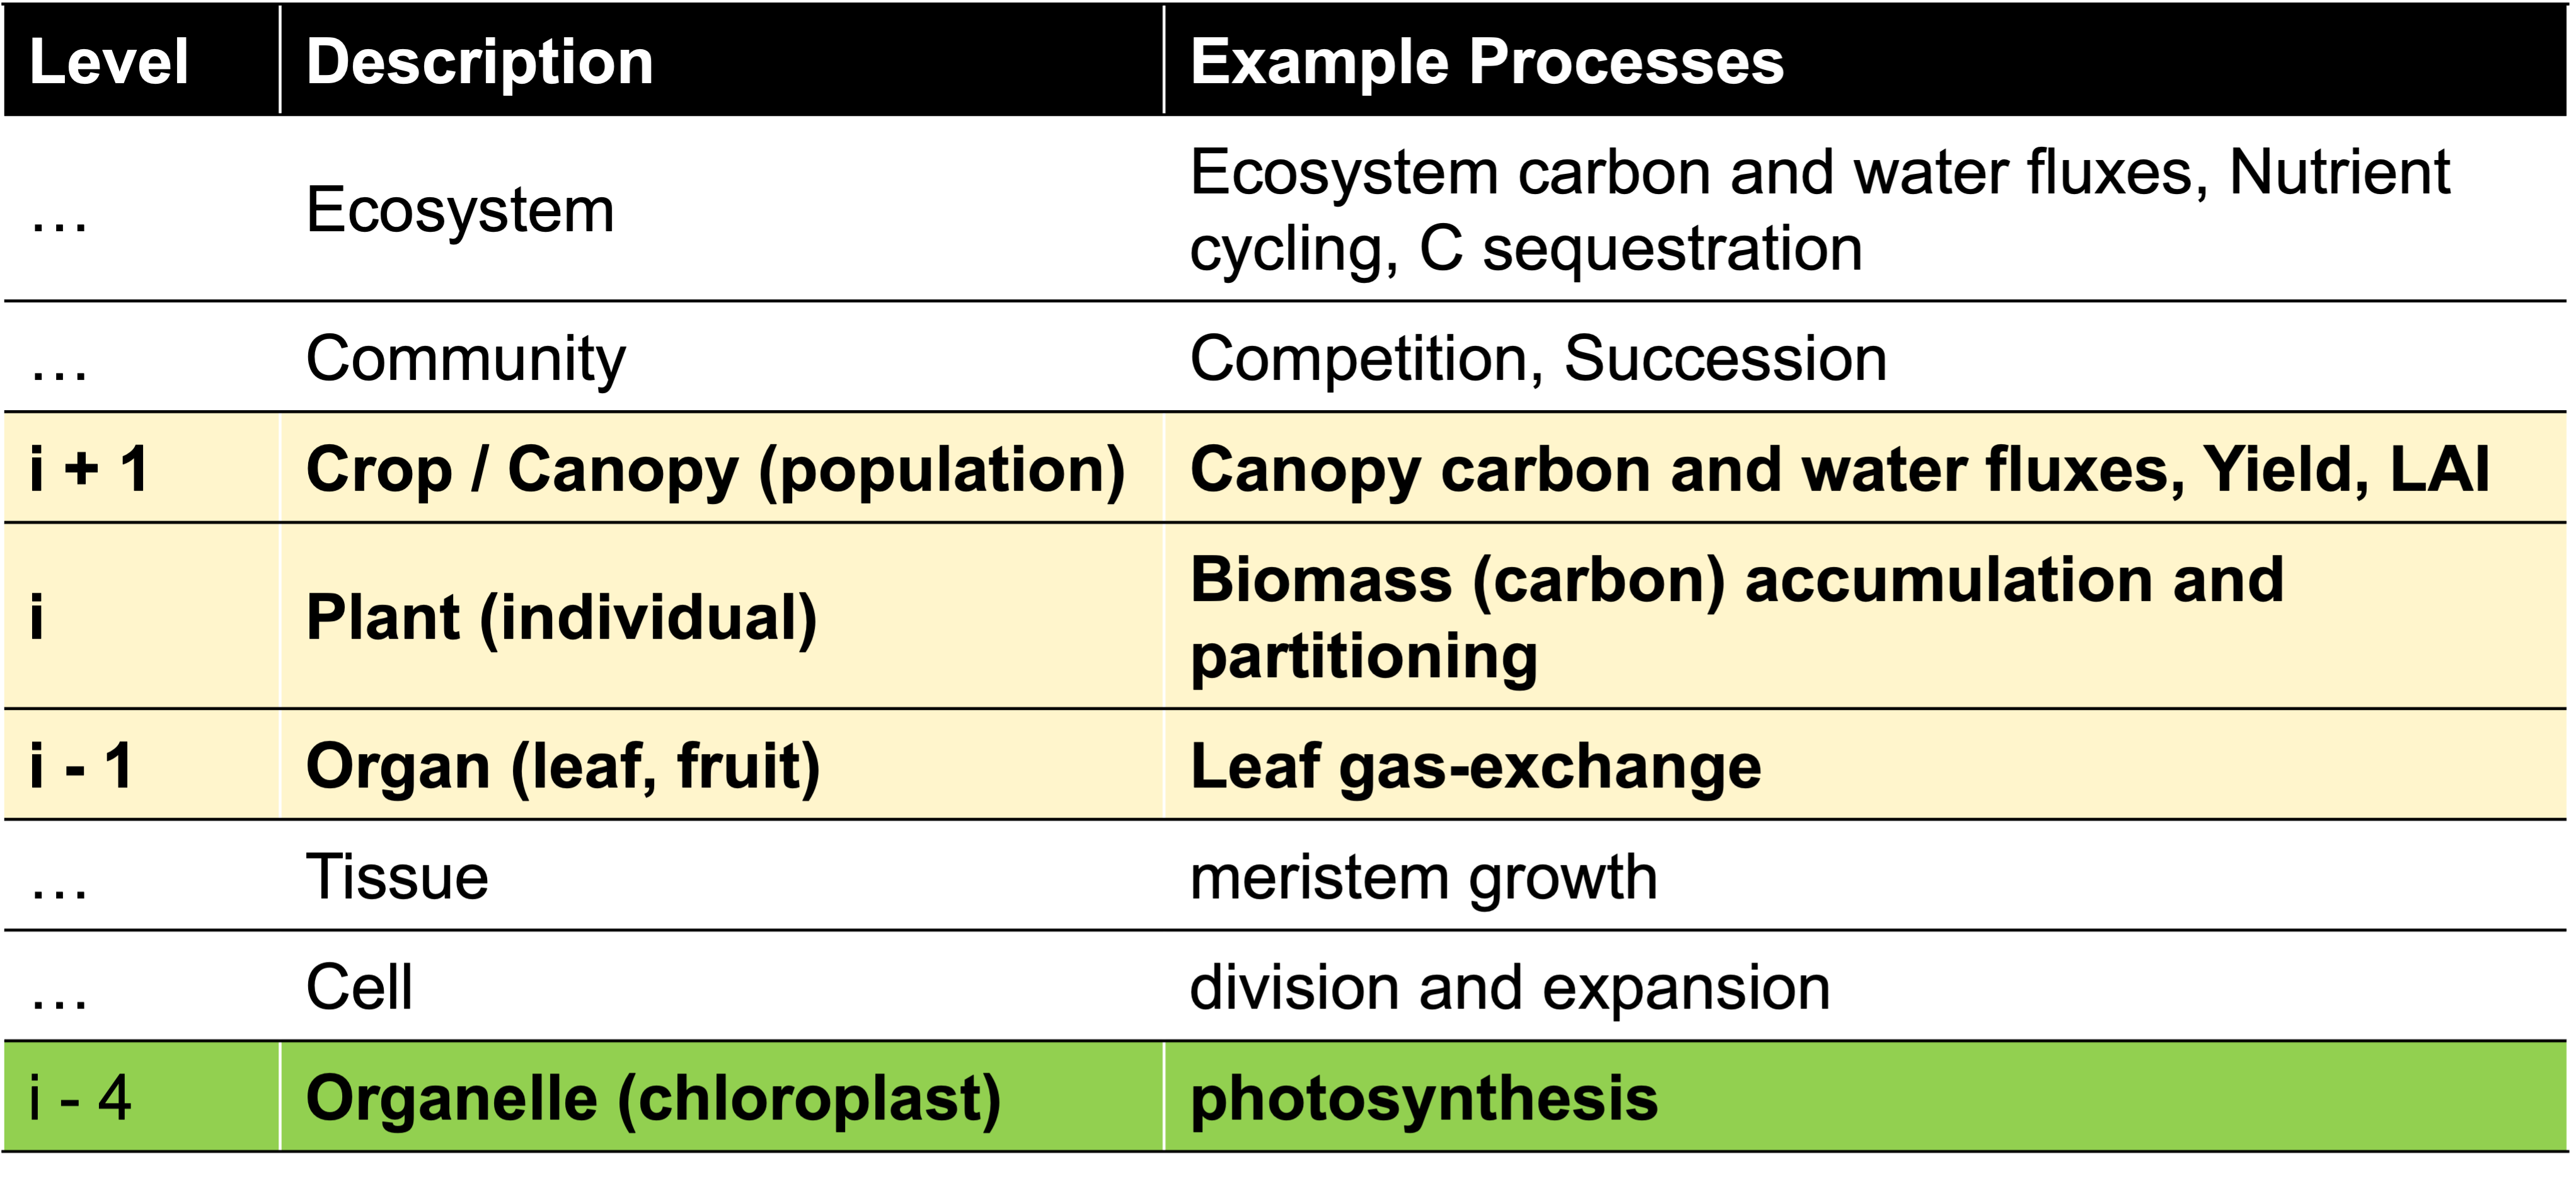 Level Description Example Processes
… Ecosystem Ecosystem carbon and water fluxes, Nutrient
cycling, C sequestration
… Community Competition, Succession
i + 1 Crop / Canopy (population) Canopy carbon and water fluxes, Yield, LAI
i Plant (individual) Biomass (carbon) accumulation and
partitioning
i - 1 Organ (leaf, fruit) Leaf gas-exchange
… Tissue meristem growth
… Cell division and expansion
i - 4 Organelle (chloroplast) photosynthesis